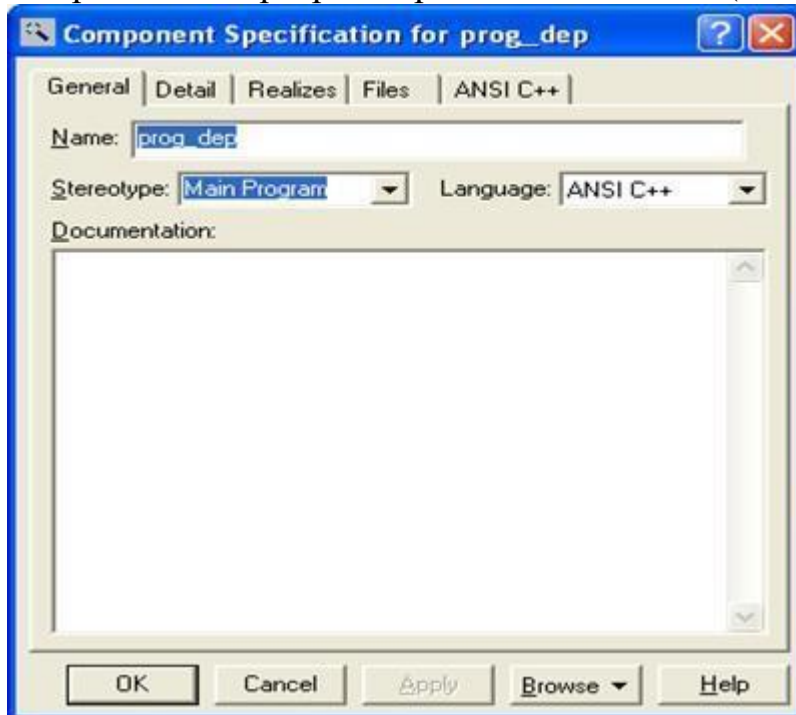 Component Specification for prog_dep
General Detail Realizes Files ANSI C++
Name: prog_dep
Stereotype: Main Program Language: ANSI C++
Documentation:
OK Cancel Apply Browse Help